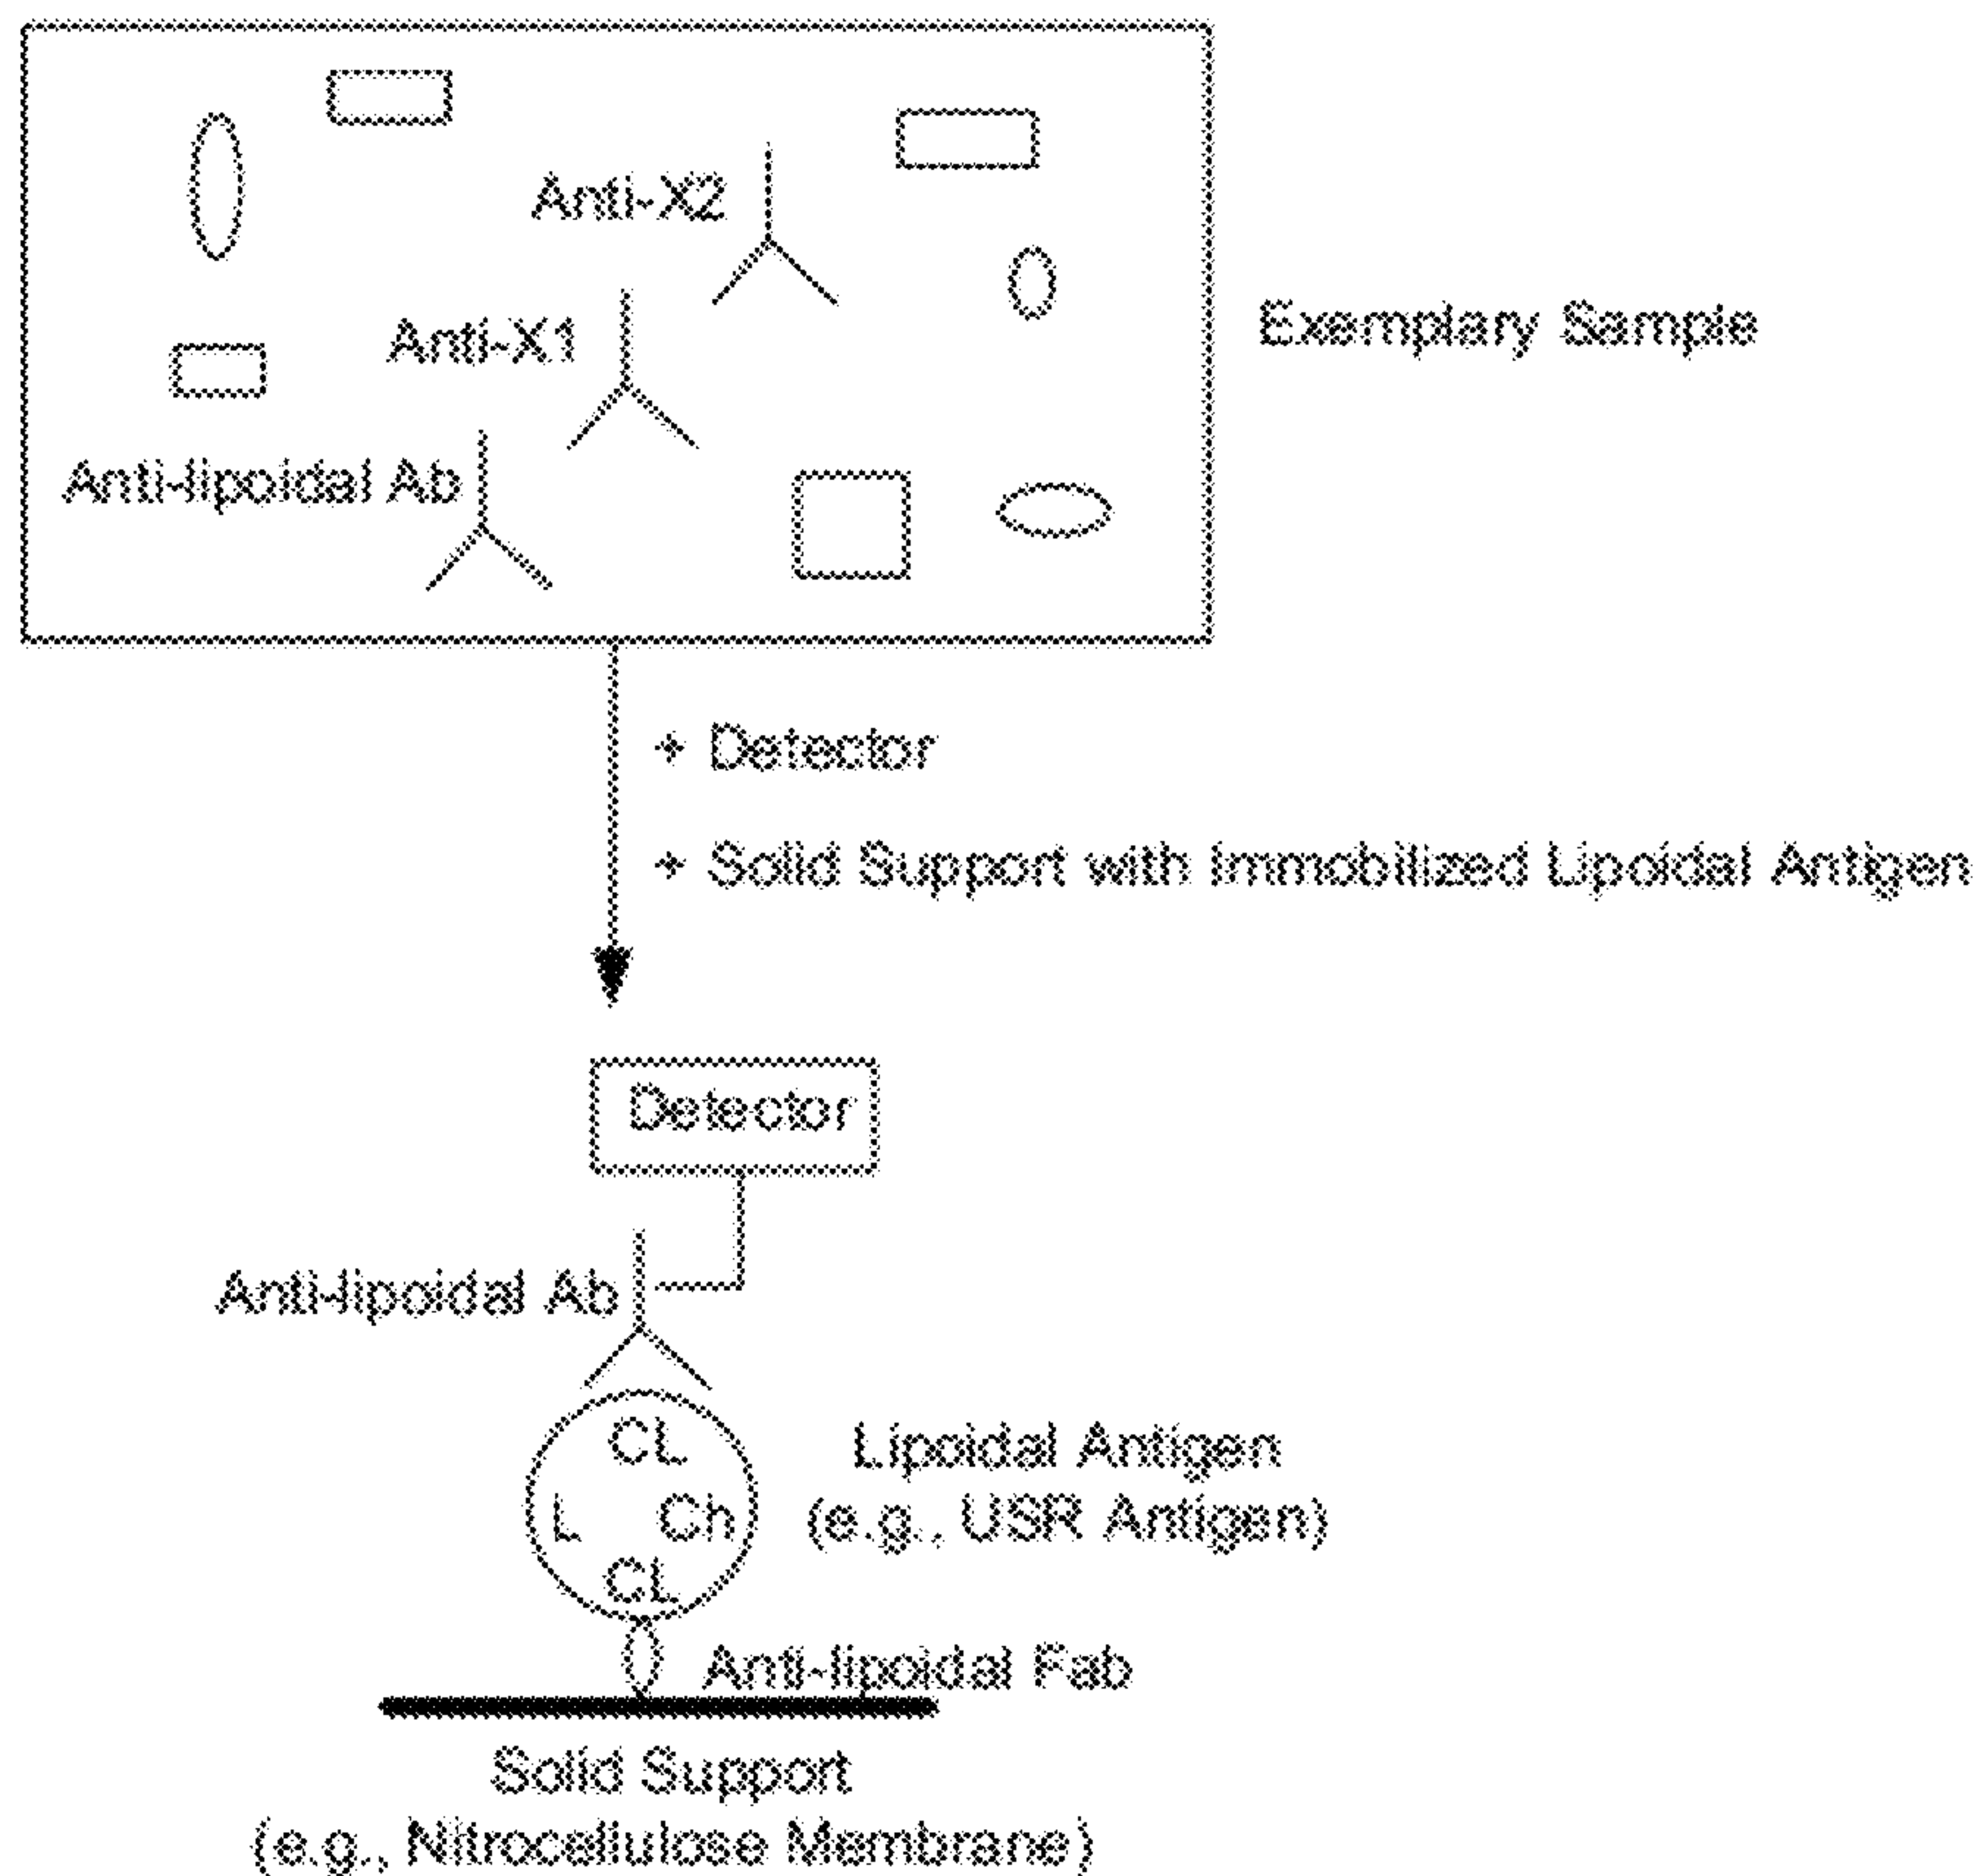 Anti-X2
Exemplary Sample
Anti-X1
Anti-lipoidal Ab
+ Detector
+ Solid Support with Immobilized Lipoidal Antigen
Detector
Anti-lipoidal Ab
CL
Lipoidal Antigen
L Ch
(e.g., USR Antigen)
CL
Anti-lipoidal Fab
Solid Support
(e.g., Nitrocellulose Membrane)